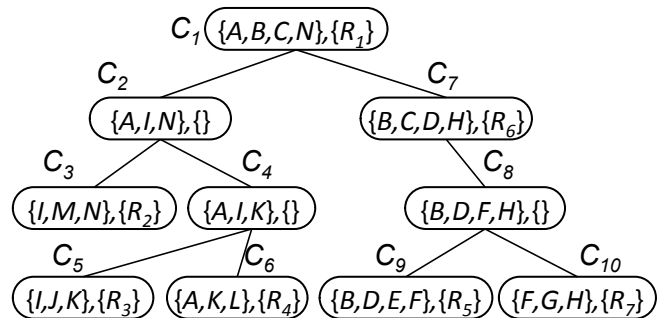 C₁ {A,B,C,N},{R₁}
C₂ C₇
{A,I,N},{} {B,C,D,H},{R₆}
C₃ C₄ C₈
{I,M,N},{R₂} {A,I,K},{} {B,D,F,H},{}
C₅ C₆ C₉ C₁₀
{I,J,K},{R₃} {A,K,L},{R₄} {B,D,E,F},{R₅} {F,G,H},{R₇}